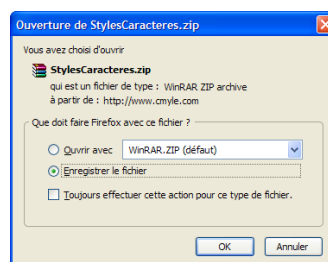 Ouverture de StylesCaracteres.zip
Vous avez choisi d'ouvrir
StylesCaracteres.zip
qui est un fichier de type : WinRAR ZIP archive
à partir de : http://www.cmyle.com
Que doit faire Firefox avec ce fichier ?
Ouvrir avec WinRAR.ZIP (défaut)
Enregistrer le fichier
Toujours effectuer cette action pour ce type de fichier.
OK Annuler